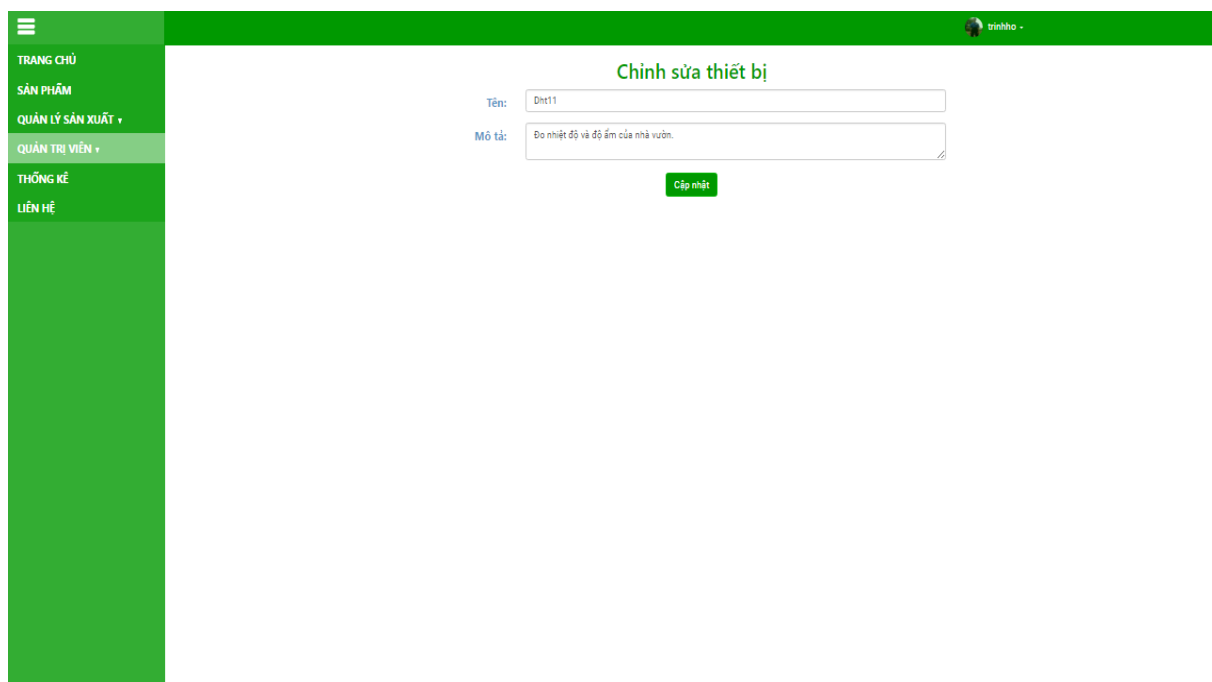 trinhho
TRANG CHỦ
SẢN PHẨM
QUẢN LÝ SẢN XUẤT
QUẢN TRỊ VIÊN
THỐNG KÊ
LIÊN HỆ
Chỉnh sửa thiết bị
Tên: Dht11
Mô tả: Đo nhiệt độ và độ ẩm của nhà vườn.
Cập nhật